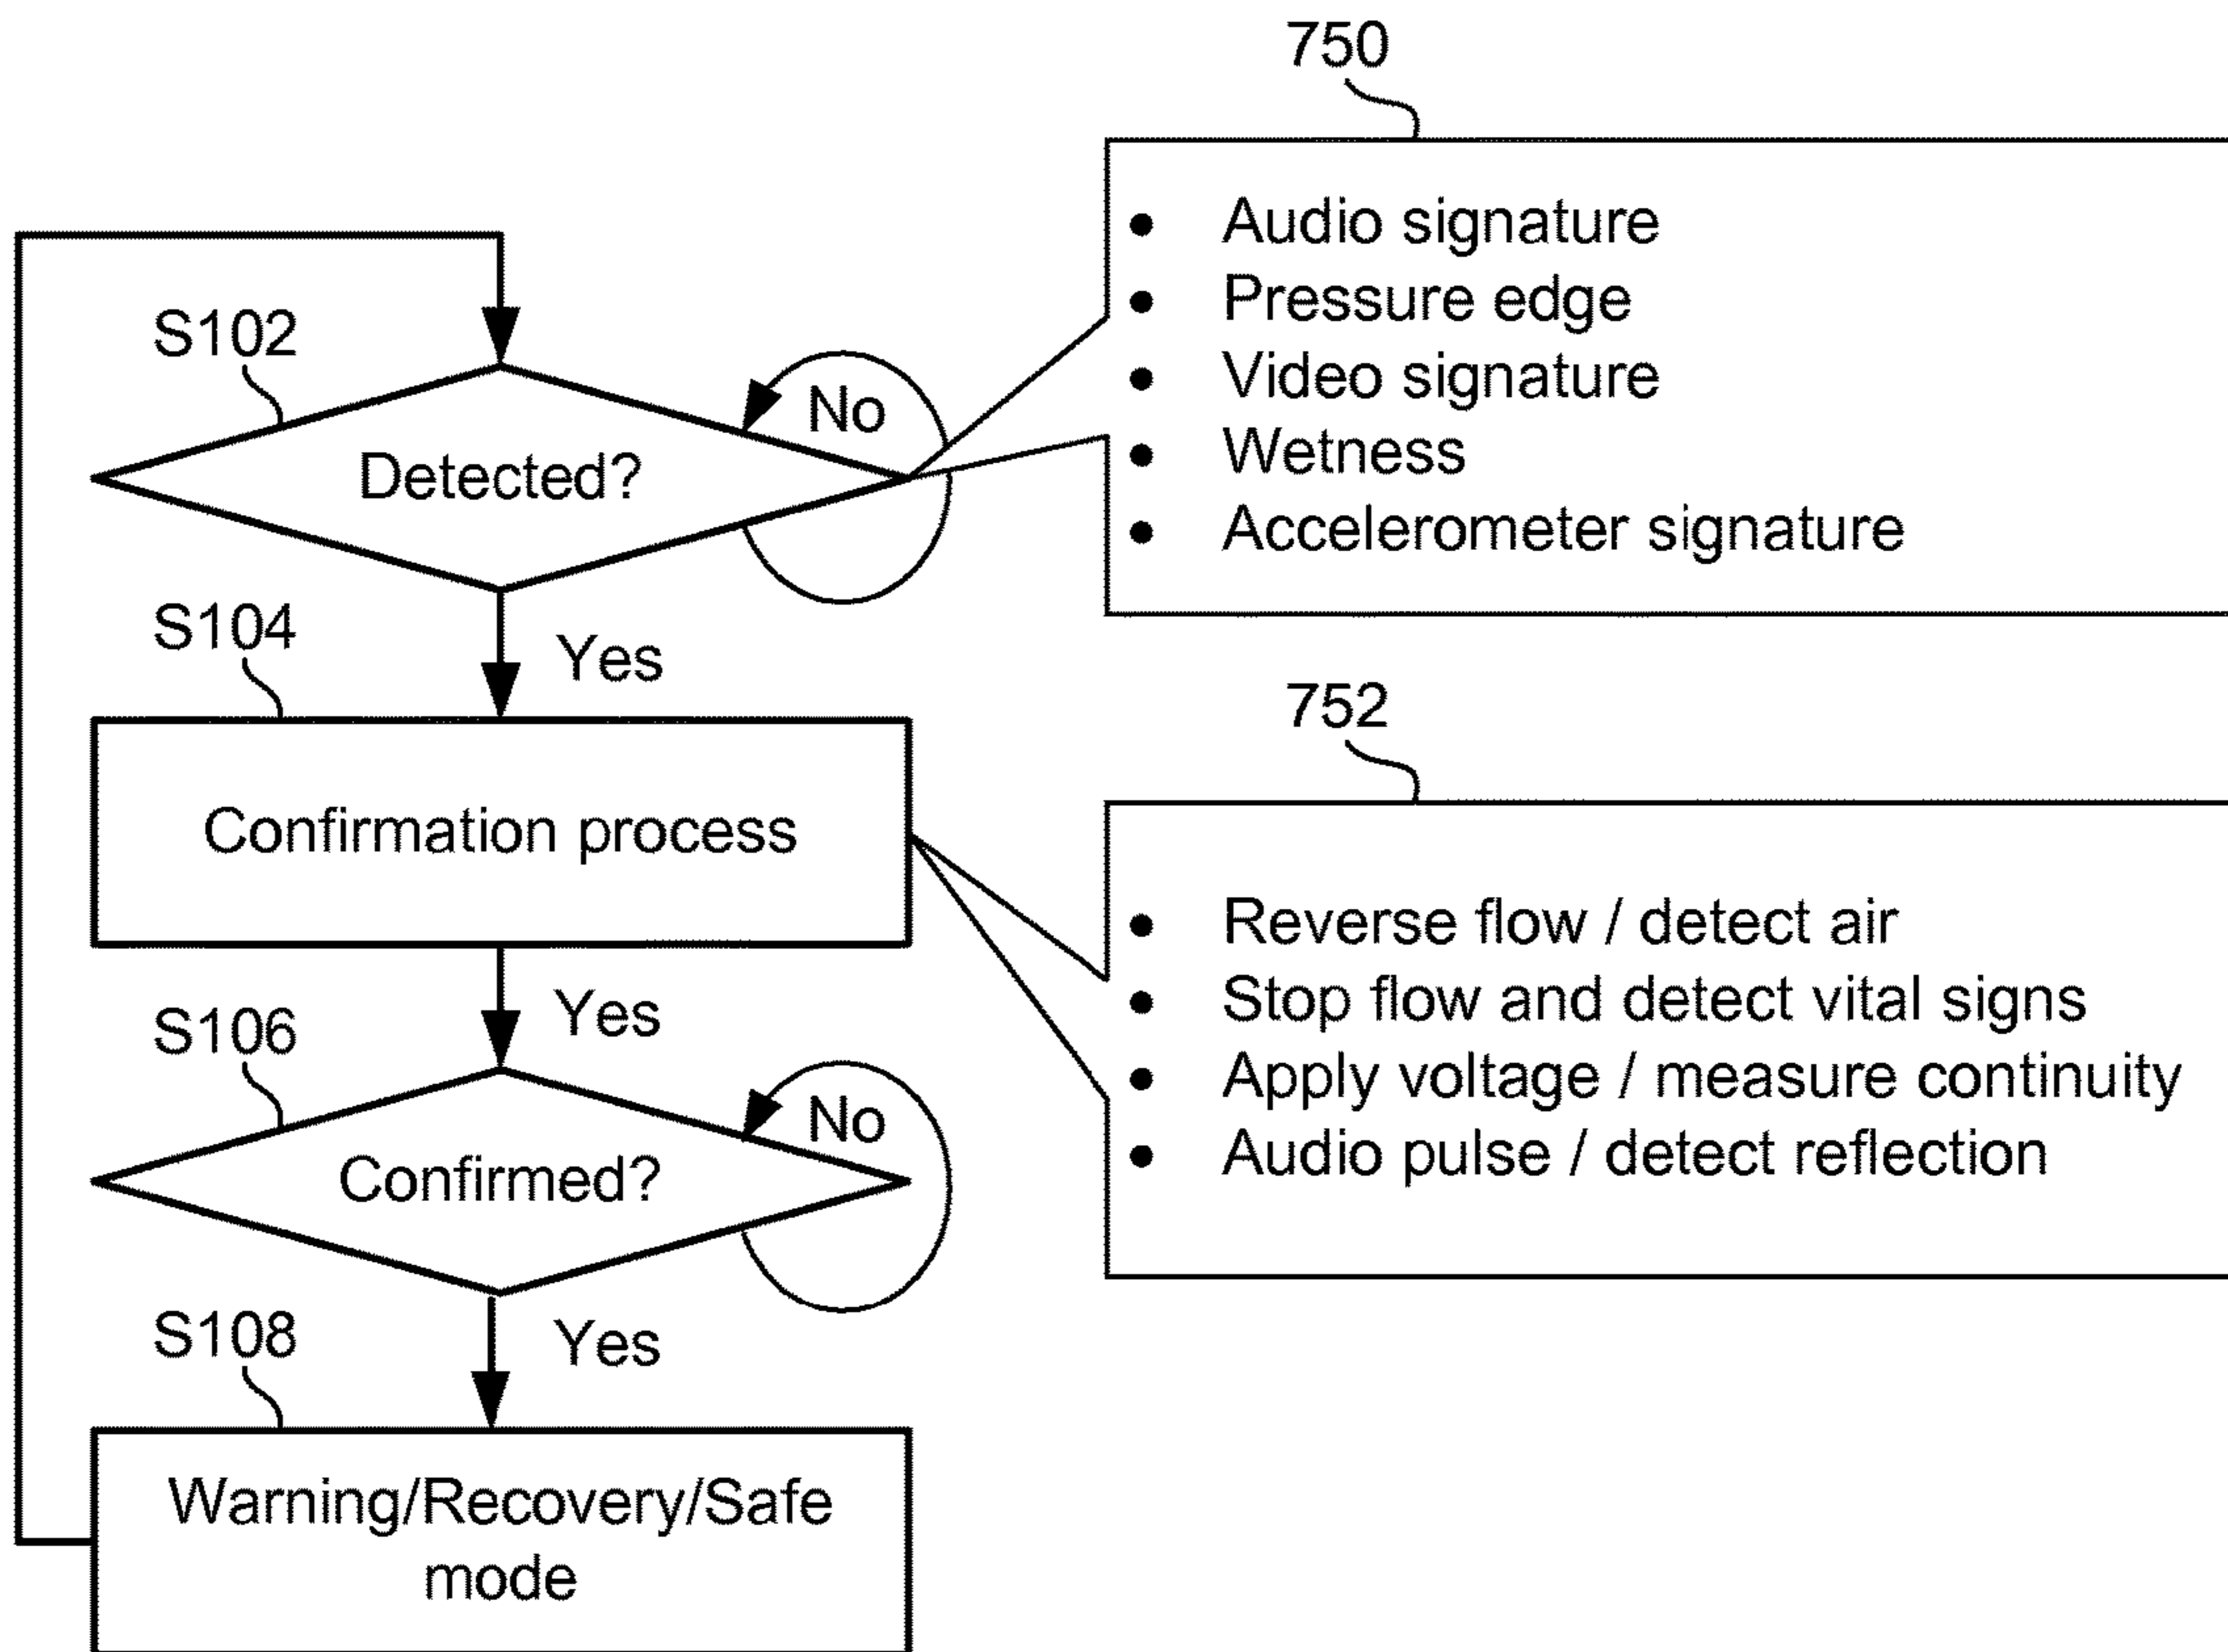 750
• Audio signature
• Pressure edge
• Video signature
• Wetness
• Accelerometer signature
S102
No
Detected?
S104
Yes
752
Confirmation process
• Reverse flow / detect air
• Stop flow and detect vital signs
• Apply voltage / measure continuity
• Audio pulse / detect reflection
S106
Yes
No
Confirmed?
S108
Yes
Warning/Recovery/Safe
mode